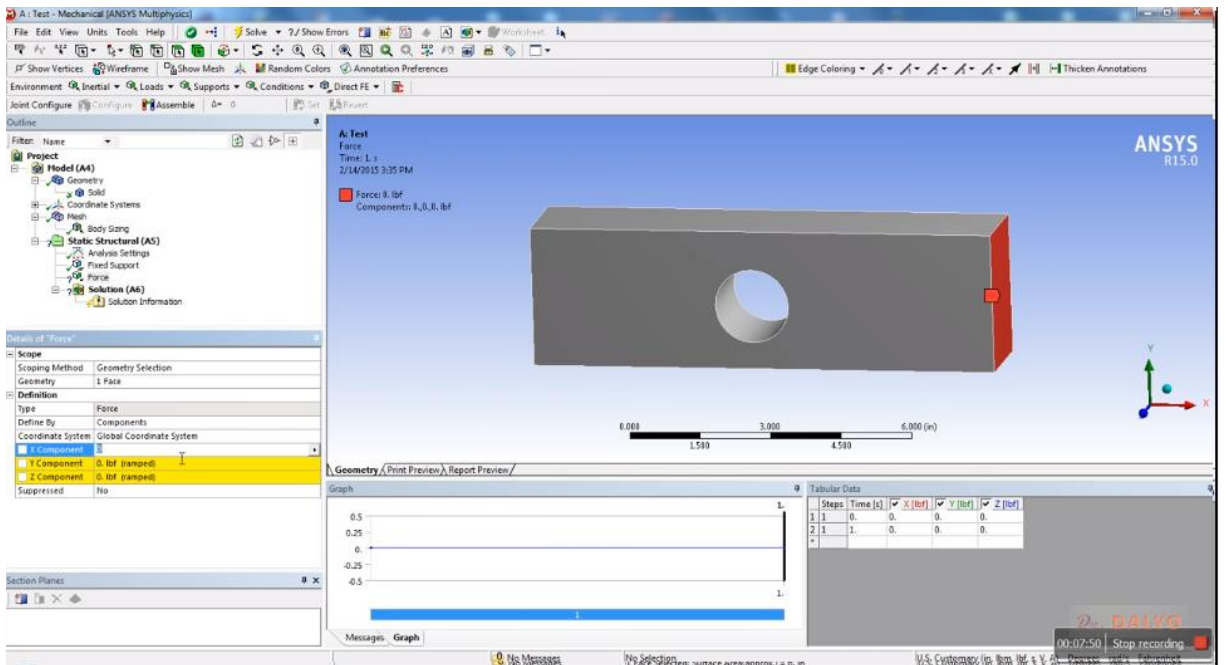 A : Test - Mechanical [ANSYS Multiphysics]
File Edit View Units Tools Help Solve ?/ Show Errors Worksheet
Show Vertices Wireframe Show Mesh Random Colors Annotation Preferences Edge Coloring Thicken Annotations
Environment Inertial Loads Supports Conditions Direct FE
Joint Configure Configure Assemble Δ= 0 Set Revert
Outline
Filter: Name
Project
Model (A4)
Geometry
Solid
Coordinate Systems
Mesh
Body Sizing
Static Structural (A5)
Analysis Settings
Fixed Support
Force
Solution (A6)
Solution Information
Details of "Force"
Scope
Scoping Method Geometry Selection
Geometry 1 Face
Definition
Type Force
Define By Components
Coordinate System Global Coordinate System
X Component 0.
Y Component 0. lbf (ramped)
Z Component 0. lbf (ramped)
Suppressed No
Section Planes
A: Test
Force
Time: 1. s
2/14/2015 3:35 PM
Force: 0. lbf
Components: 0.,0.,0. lbf
ANSYS
R15.0
Y
X
0.000 3.000 6.000 (in)
1.500 4.500
Geometry Print Preview Report Preview
Graph
1.
0.5
0.25
0.
-0.25
-0.5
1.
1
Messages Graph
Tabular Data
Steps Time [s] X [lbf] Y [lbf] Z [lbf]
1 1 0. 0. 0. 0.
2 1 1. 0. 0. 0.
*
00:07:50 Stop recording
No Messages No Selection